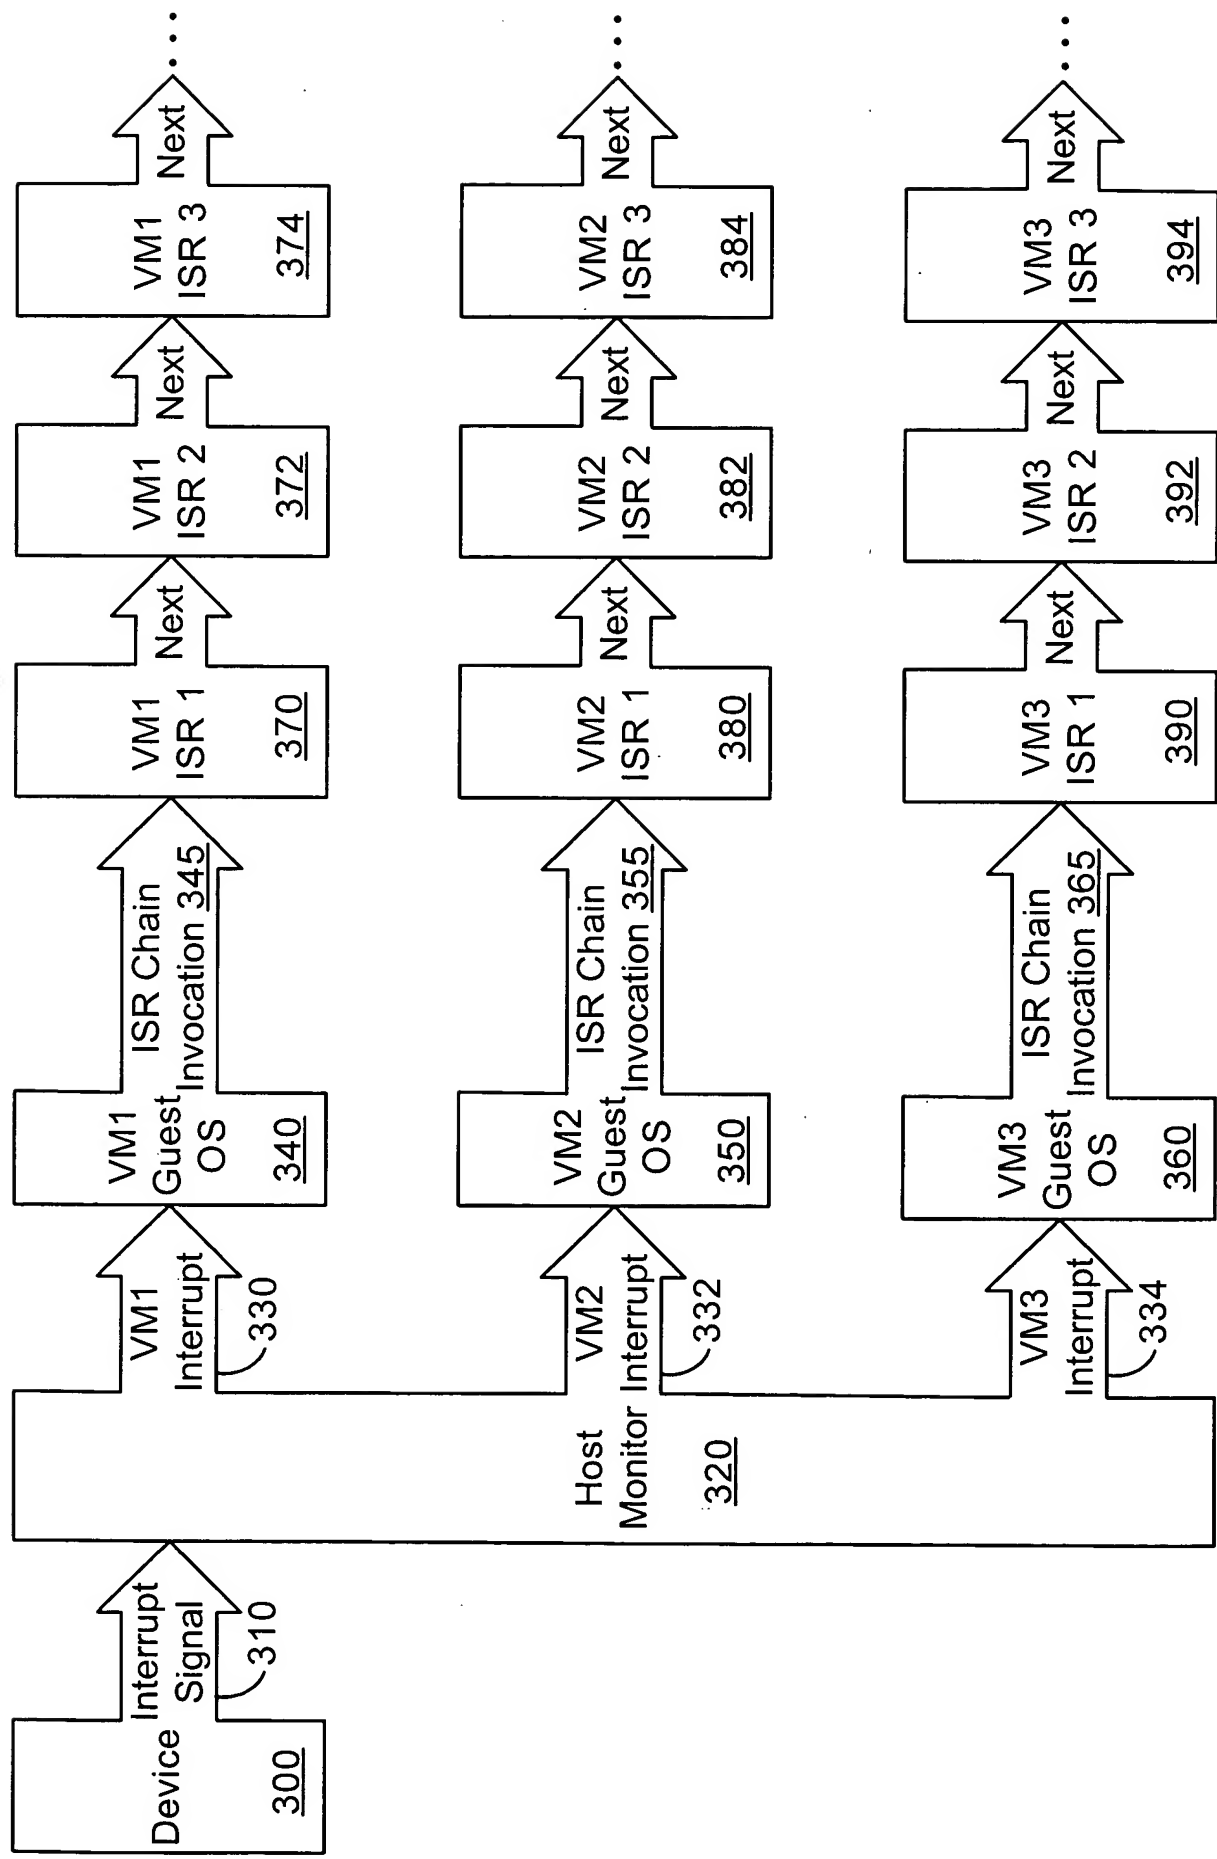 Device
300
Interrupt
Signal
310
Host
Monitor
320
VM1
Interrupt
330
VM1
Guest
OS
340
ISR Chain
Invocation 345
VM1
ISR 1
370
Next
VM1
ISR 2
372
Next
VM1
ISR 3
374
Next
...
VM2
Interrupt
332
VM2
Guest
OS
350
ISR Chain
Invocation 355
VM2
ISR 1
380
Next
VM2
ISR 2
382
Next
VM2
ISR 3
384
Next
...
VM3
Interrupt
334
VM3
Guest
OS
360
ISR Chain
Invocation 365
VM3
ISR 1
390
Next
VM3
ISR 2
392
Next
VM3
ISR 3
394
Next
...